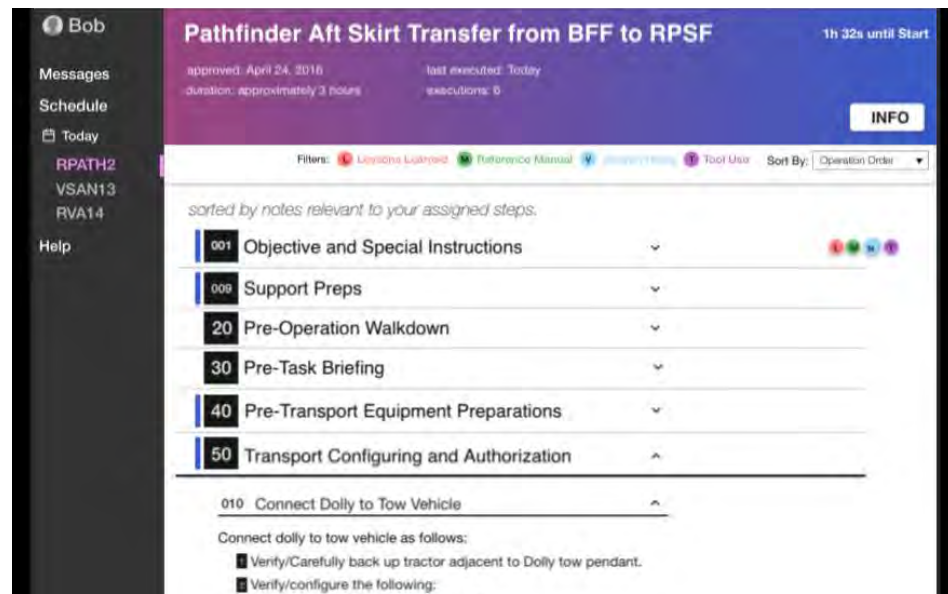 Bob
Messages
Schedule
Today
RPATH2
VSAN13
RVA14
Help
Pathfinder Aft Skirt Transfer from BFF to RPSF
1h 32s until Start
approved: April 24, 2016
last executed: Today
duration: approximately 3 hours
executions: 6
INFO
Filters: L Lessons Learned M Reference Manual V T Tool Use Sort By: Operation Order
sorted by notes relevant to your assigned steps.
001 Objective and Special Instructions
L M N T
009 Support Preps
20 Pre-Operation Walkdown
30 Pre-Task Briefing
40 Pre-Transport Equipment Preparations
50 Transport Configuring and Authorization
010 Connect Dolly to Tow Vehicle
Connect dolly to tow vehicle as follows:
Verify/Carefully back up tractor adjacent to Dolly tow pendant.
Verify/configure the following: